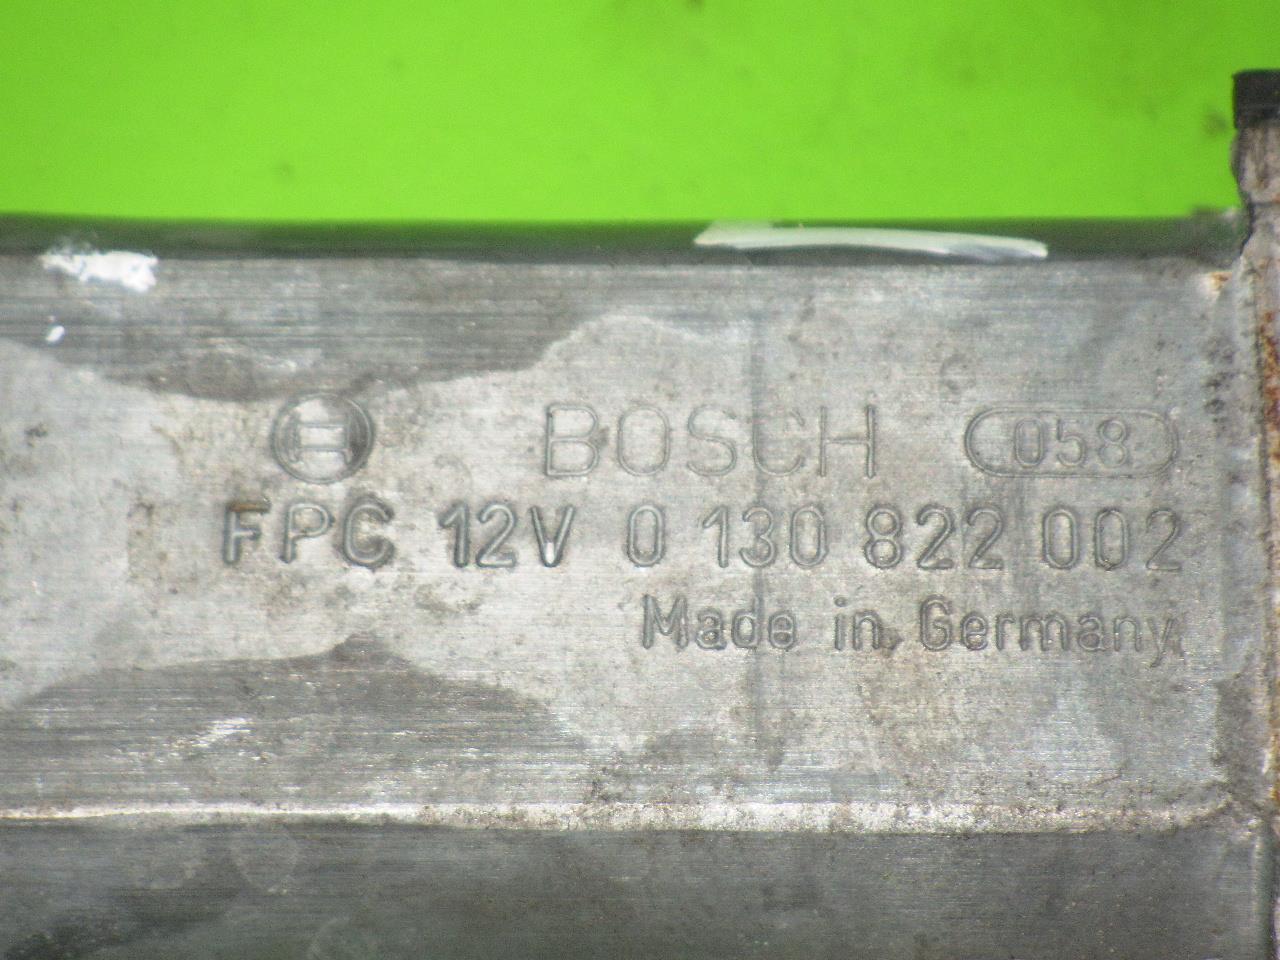 BOSCH 058
FPC 12V 0 130 822 002
Made in Germany